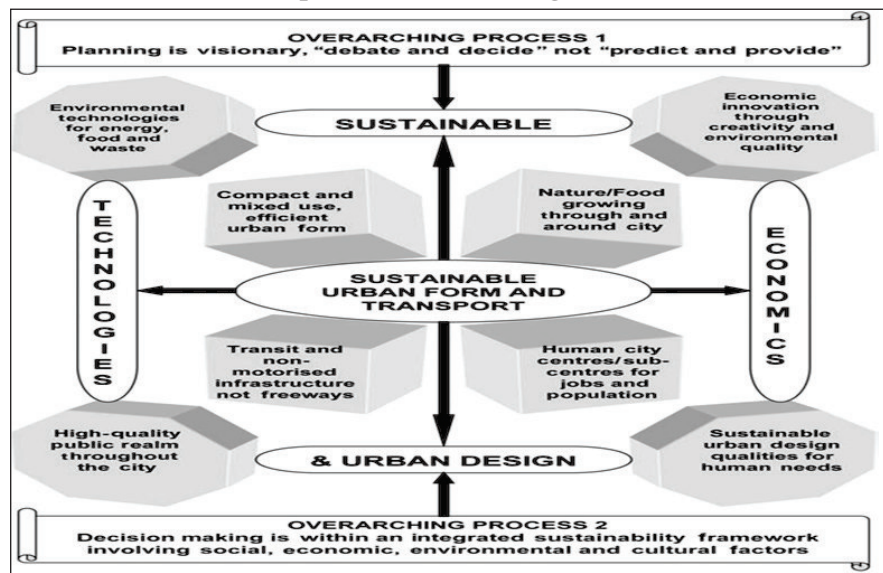 OVERARCHING PROCESS 1
Planning is visionary, “debate and decide” not “predict and provide”
Environmental
technologies
for energy,
food and
waste
SUSTAINABLE
Economic
innovation
through
creativity and
environmental
quality
Compact and
mixed use,
efficient
urban form
Nature/Food
growing
through and
around city
TECHNOLOGIES
SUSTAINABLE
URBAN FORM AND
TRANSPORT
ECONOMICS
Transit and
non-
motorised
infrastructure
not freeways
Human city
centres/sub-
centres for
jobs and
population
High-quality
public realm
throughout
the city
& URBAN DESIGN
Sustainable
urban design
qualities for
human needs
OVERARCHING PROCESS 2
Decision making is within an integrated sustainability framework
involving social, economic, environmental and cultural factors